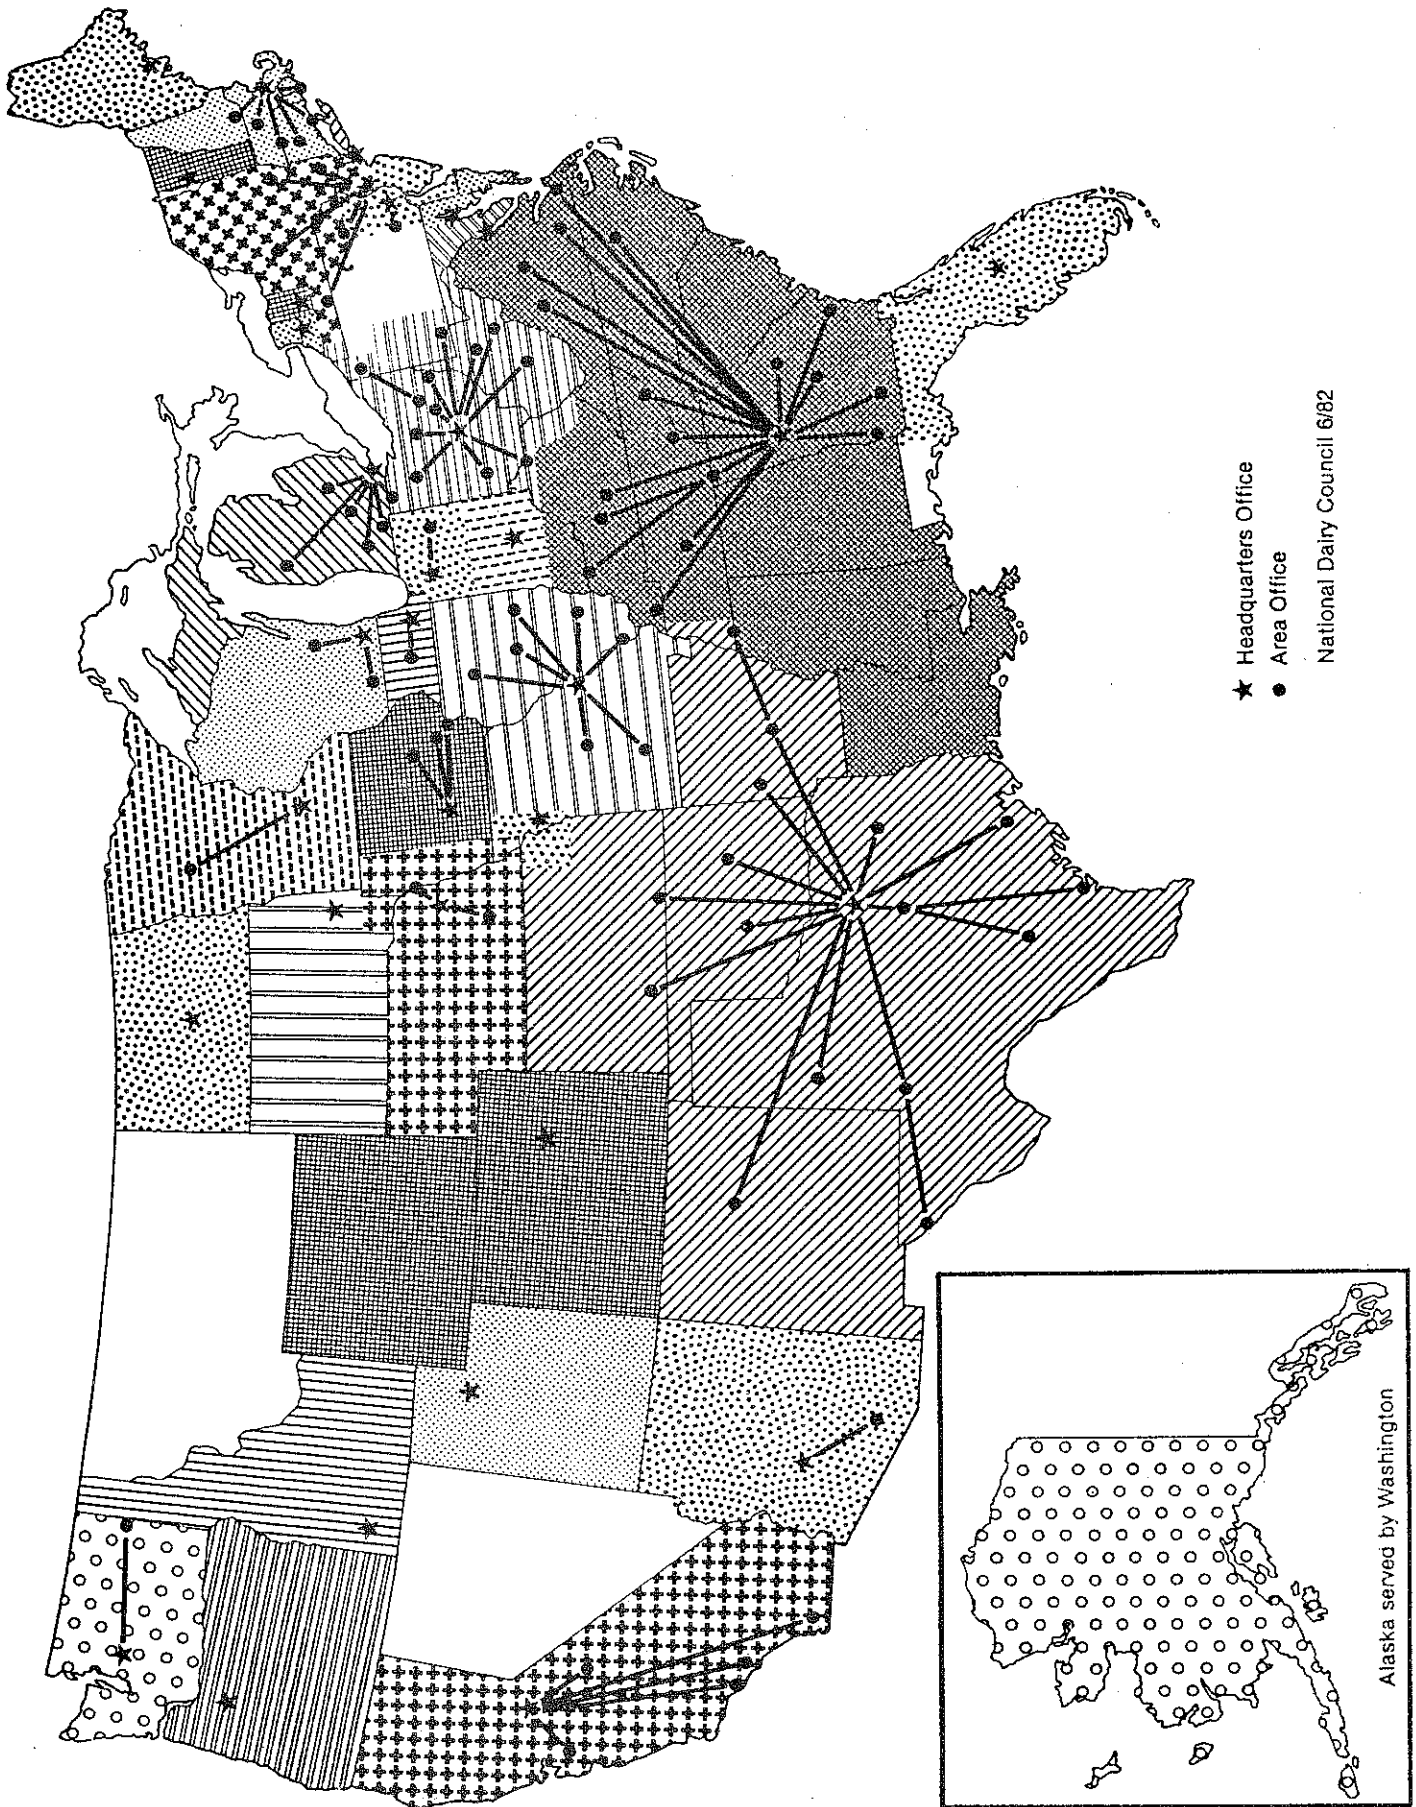 ★ Headquarters Office
● Area Office
National Dairy Council 6/82
Alaska served by Washington